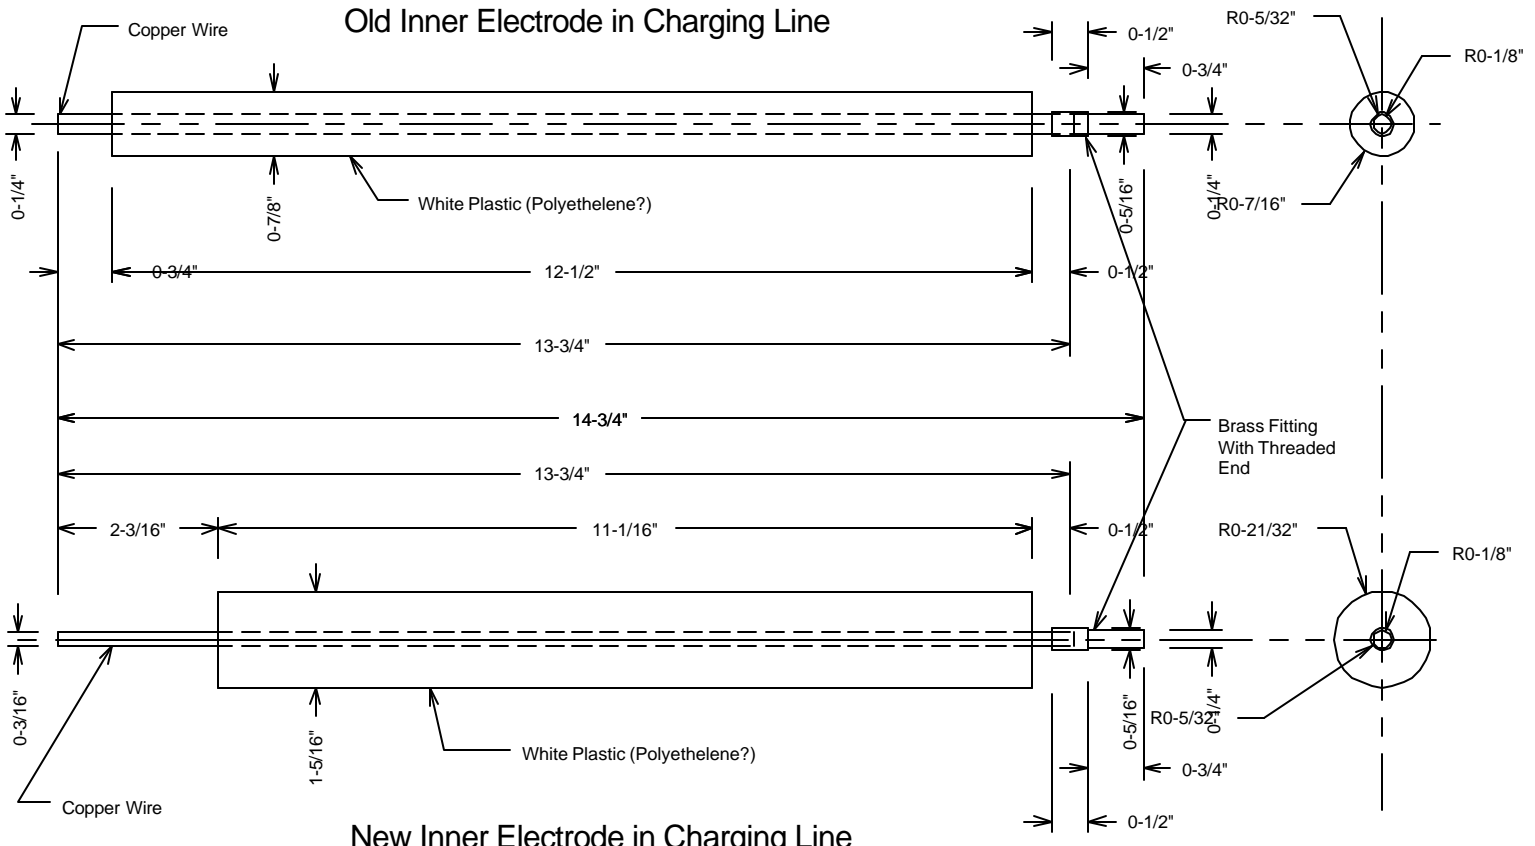 Old Inner Electrode in Charging Line
Copper Wire
0-1/2"
R0-5/32"
R0-1/8"
0-3/4"
0-1/4"
0-7/8"
White Plastic (Polyethelene?)
0-5/16"
0-1/4"
R0-7/16"
0-3/4"
12-1/2"
0-1/2"
13-3/4"
14-3/4"
Brass Fitting
With Threaded
End
13-3/4"
2-3/16"
11-1/16"
0-1/2"
R0-21/32"
R0-1/8"
0-3/16"
1-5/16"
White Plastic (Polyethelene?)
0-5/16"
R0-5/32"
0-1/4"
0-3/4"
Copper Wire
0-1/2"
New Inner Electrode in Charging Line